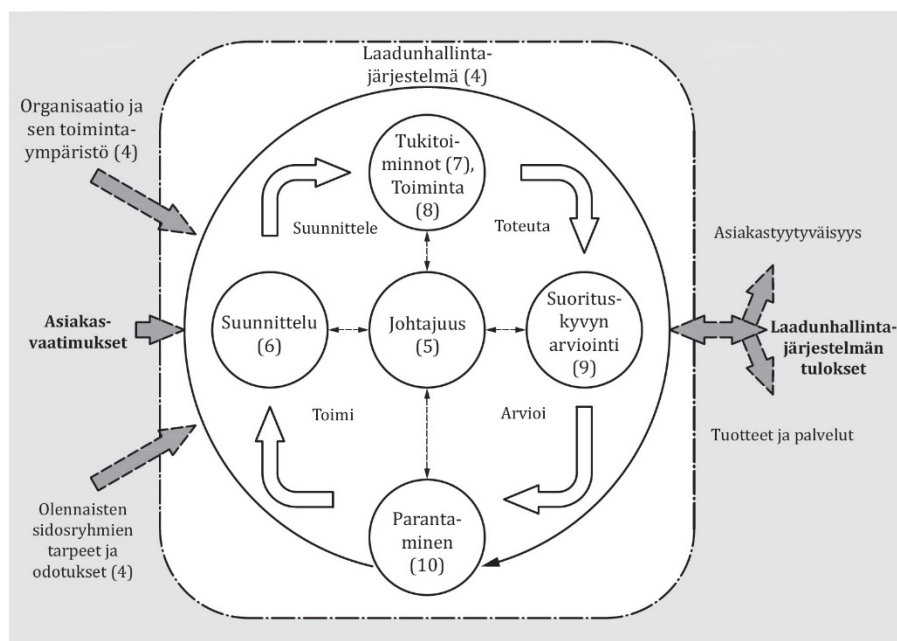 Laadunhallinta-
järjestelmä (4)
Organisaatio ja
sen toiminta-
ympäristö (4)
Tukitoi-
minnot (7),
Toiminta
(8)
Suunnittele
Toteuta
Asiakastyytyväisyys
Asiakas-
vaatimukset
Suunnittelu
(6)
Johtajuus
(5)
Suoritus-
kyvyn
arviointi
(9)
Laadunhallinta-
järjestelmän
tulokset
Toimi
Arvioi
Tuotteet ja palvelut
Olennaisten
sidosryhmien
tarpeet ja
odotukset (4)
Paranta-
minen
(10)